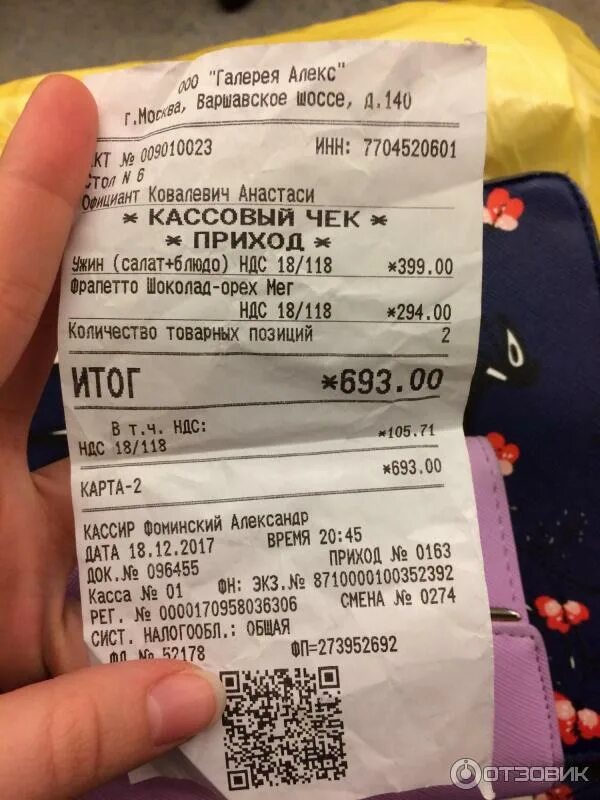 ООО "Галерея Алекс"
г.Москва, Варшавское шоссе, д.140
КТ № 009010023 ИНН: 7704520601
Стол N 6
Официант Ковалевич Анастаси
* КАССОВЫЙ ЧЕК *
* ПРИХОД *
Ужин (салат+блюдо) НДС 18/118 *399.00
Фрапетто Шоколад-орех Мег
НДС 18/118 *294.00
Количество товарных позиций 2
ИТОГ *693.00
В т.ч. НДС:
НДС 18/118 *105.71
КАРТА-2 *693.00
КАССИР Фоминский Александр
ДАТА 18.12.2017 ВРЕМЯ 20:45
ДОК.№ 096455 ПРИХОД № 0163
Касса № 01 ФН: ЭКЗ.№ 8710000100352392
РЕГ. № 0000170958036306 СМЕНА № 0274
СИСТ. НАЛОГООБЛ.: ОБЩАЯ
ФД № 52178 ФП=273952692
ОТЗОВИК